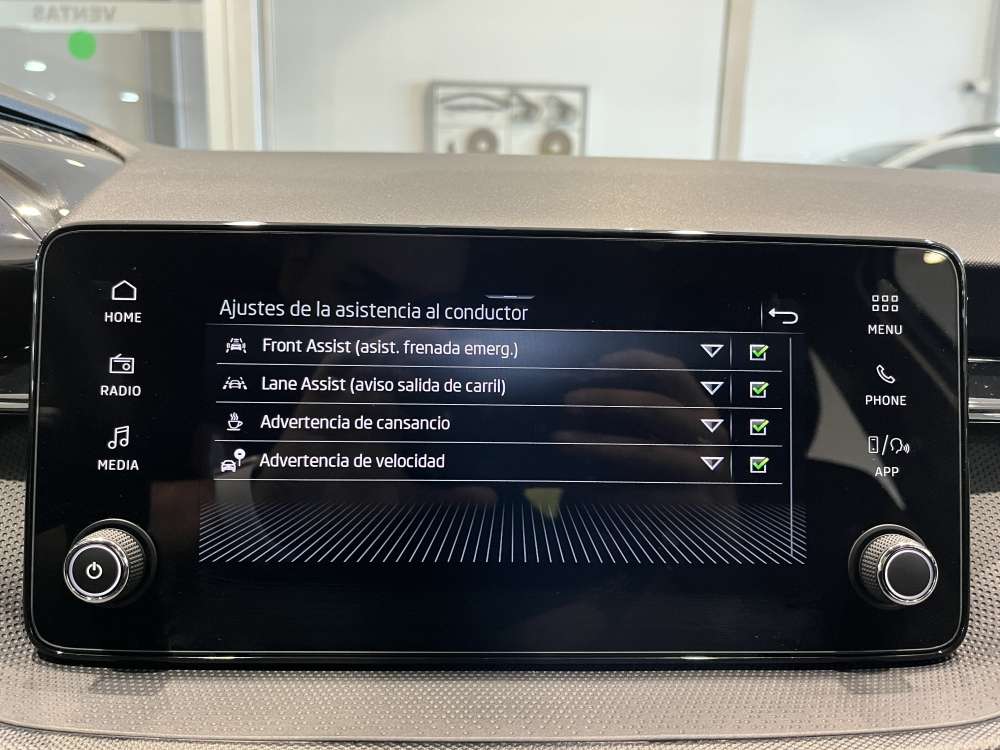 VENTAS
HOME
RADIO
MEDIA
Ajustes de la asistencia al conductor
Front Assist (asist. frenada emerg.)
Lane Assist (aviso salida de carril)
Advertencia de cansancio
Advertencia de velocidad
MENU
PHONE
APP